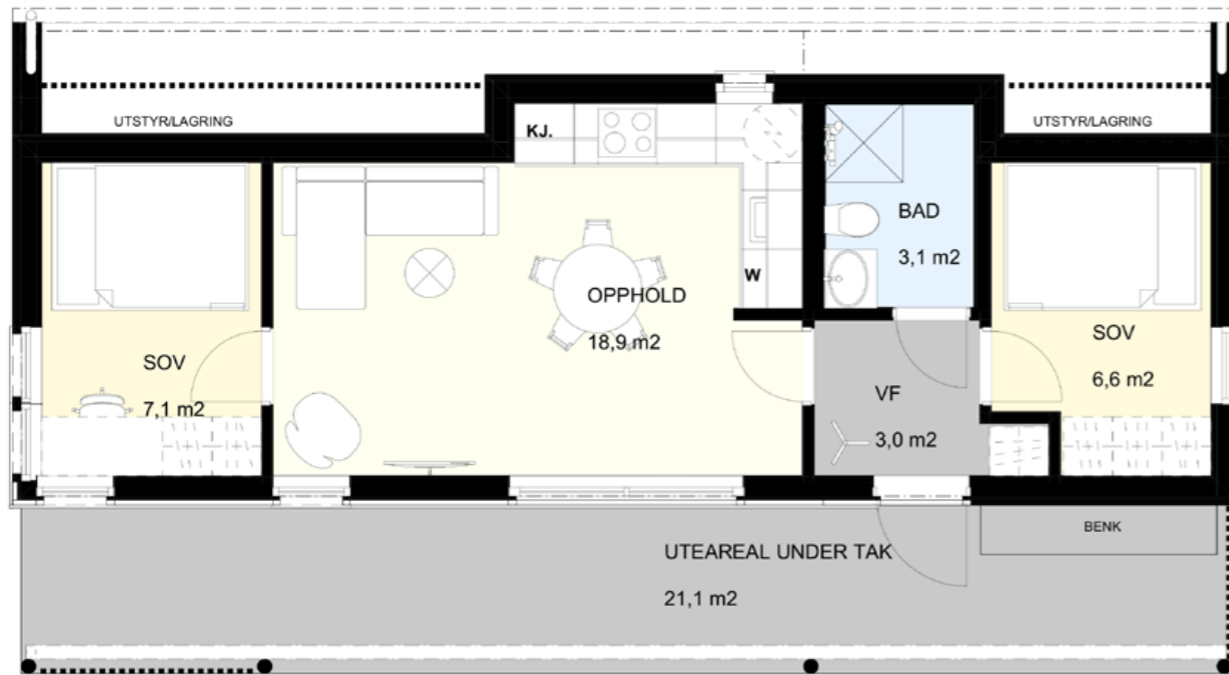 UTSTYR/LAGRING
UTSTYR/LAGRING
KJ.
BAD
3,1 m2
W
OPPHOLD
18,9 m2
SOV
7,1 m2
SOV
6,6 m2
VF
3,0 m2
BENK
UTEAREAL UNDER TAK
21,1 m2